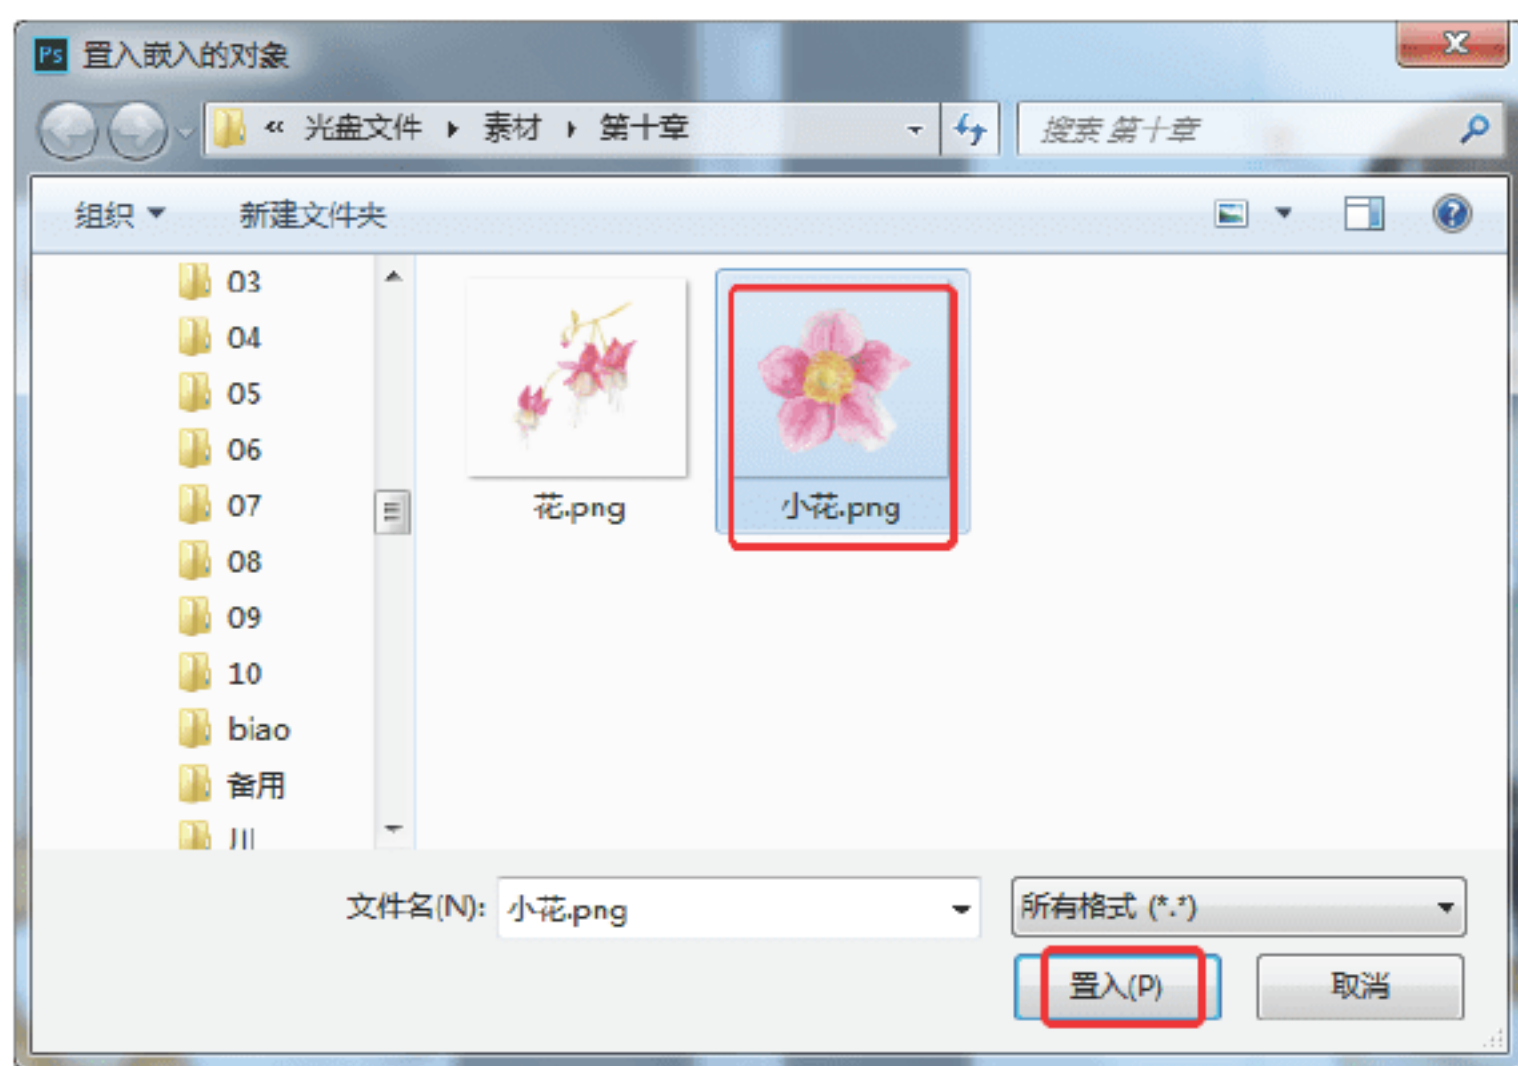 Ps 置入嵌入的对象
« 光盘文件 ▸ 素材 ▸ 第十章
搜索 第十章
组织 新建文件夹
03
04
05
06
07
08
09
10
biao
备用
川
花.png
小花.png
文件名(N): 小花.png
所有格式 (*.*)
置入(P) 取消